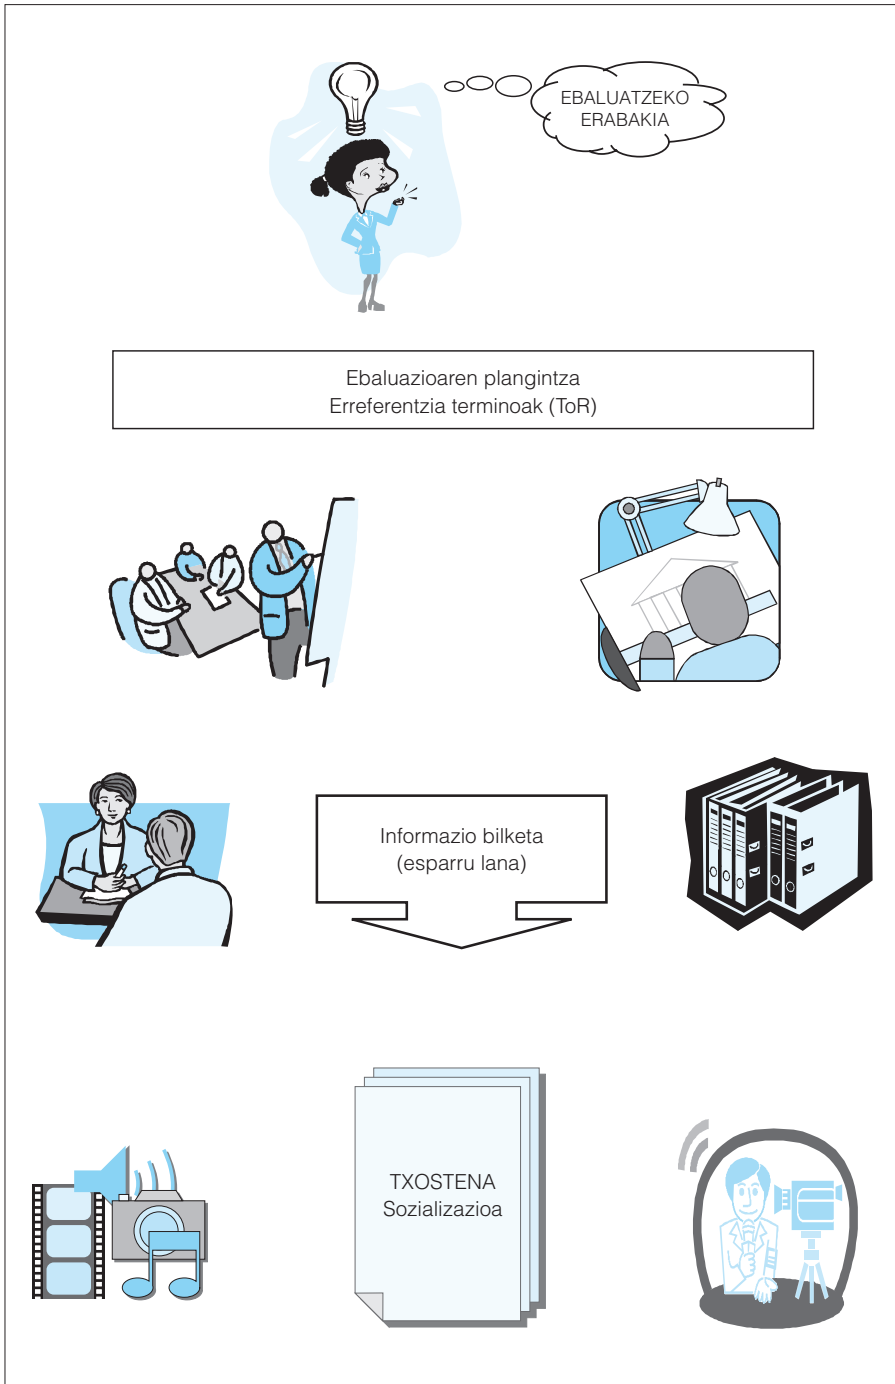 EBALUATZEKO
ERABAKIA
Ebaluazioaren plangintza
Erreferentzia terminoak (ToR)
Informazio bilketa
(esparru lana)
TXOSTENA
Sozializazioa